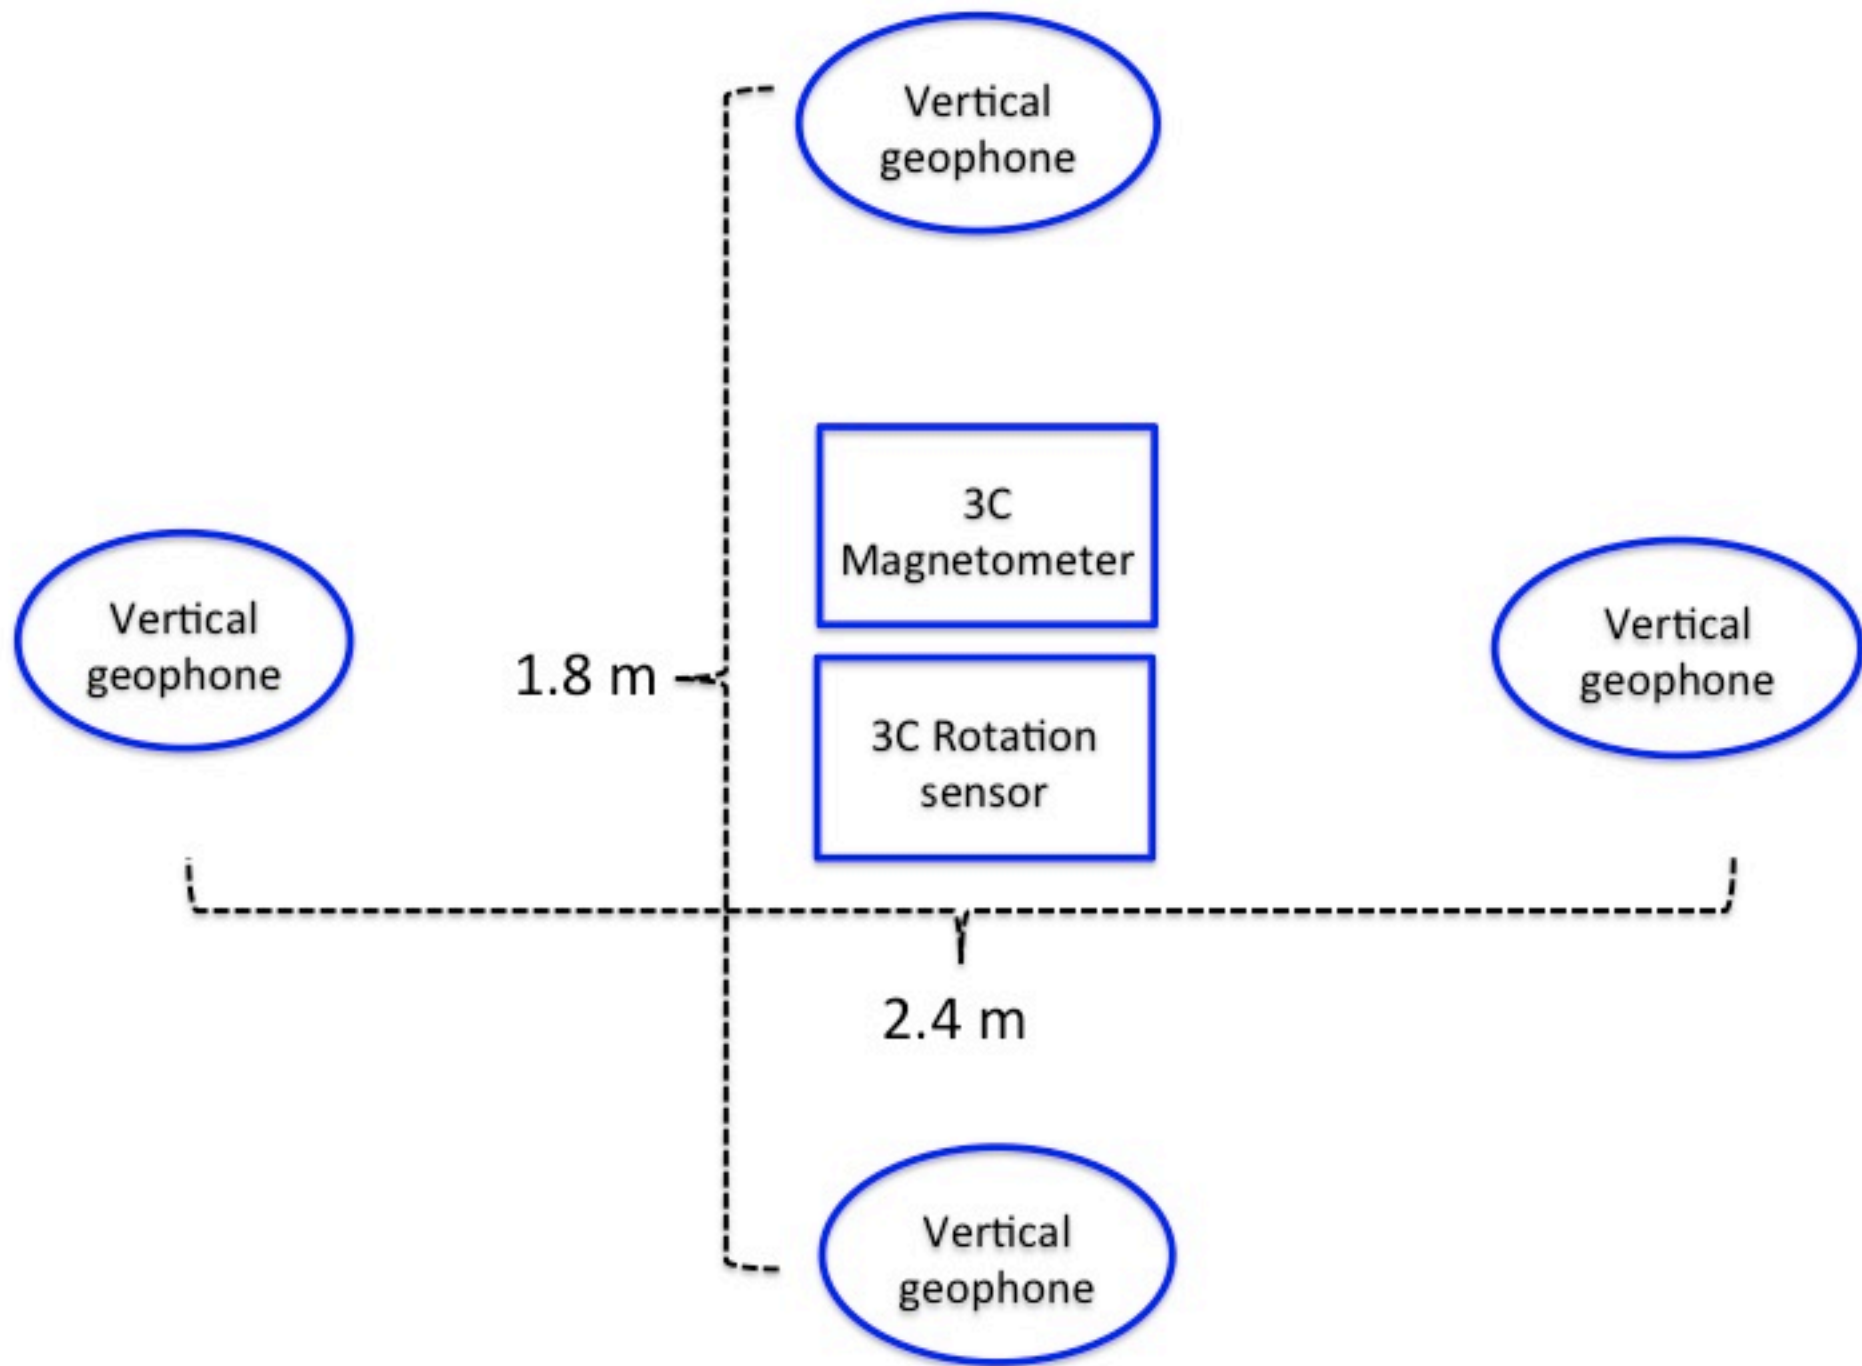 Vertical
geophone
3C
Magnetometer
Vertical
geophone
Vertical
geophone
1.8 m
3C Rotation
sensor
2.4 m
Vertical
geophone